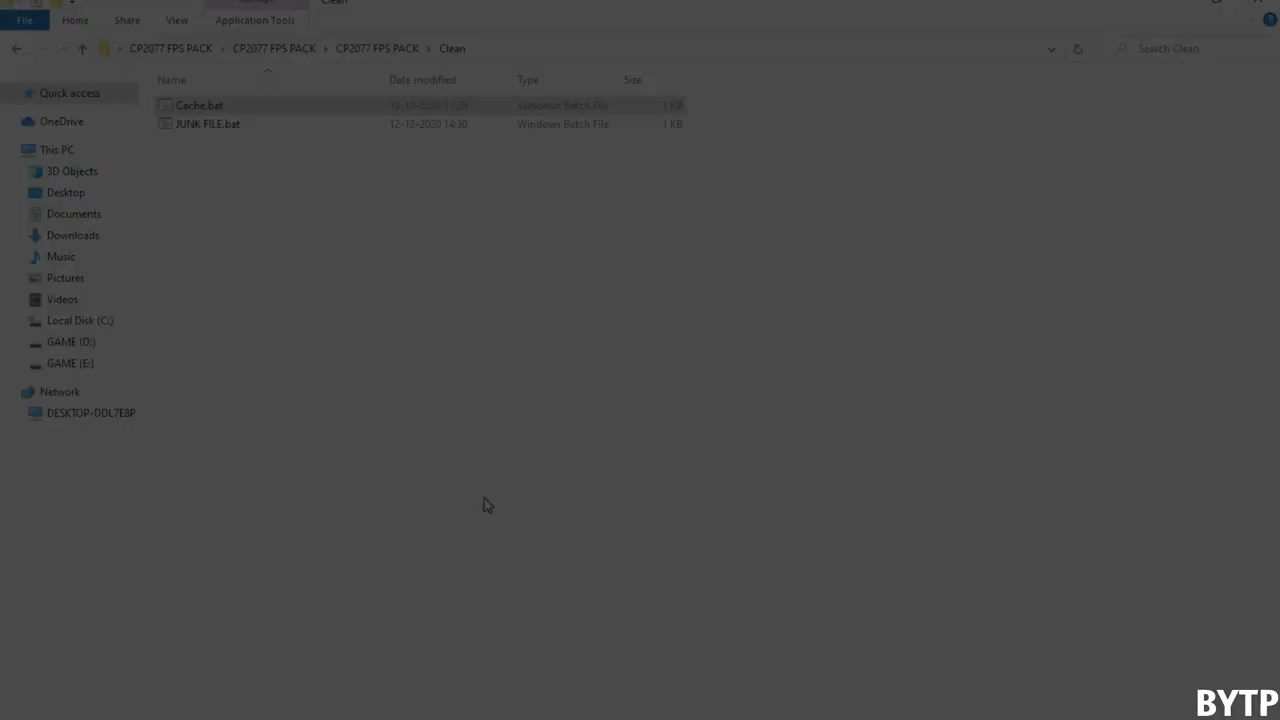 Clean
File Home Share View Application Tools
CP2077 FPS PACK CP2077 FPS PACK CP2077 FPS PACK Clean Search Clean
Name Date modified Type Size
Quick access
Cache.bat Windows Batch File 1 KB
OneDrive
JUNK FILE.bat 12-12-2020 14:30 Windows Batch File 1 KB
This PC
3D Objects
Desktop
Documents
Downloads
Music
Pictures
Videos
Local Disk (C:)
GAME (D:)
GAME (E:)
Network
DESKTOP-DDL7E8P
BYTP